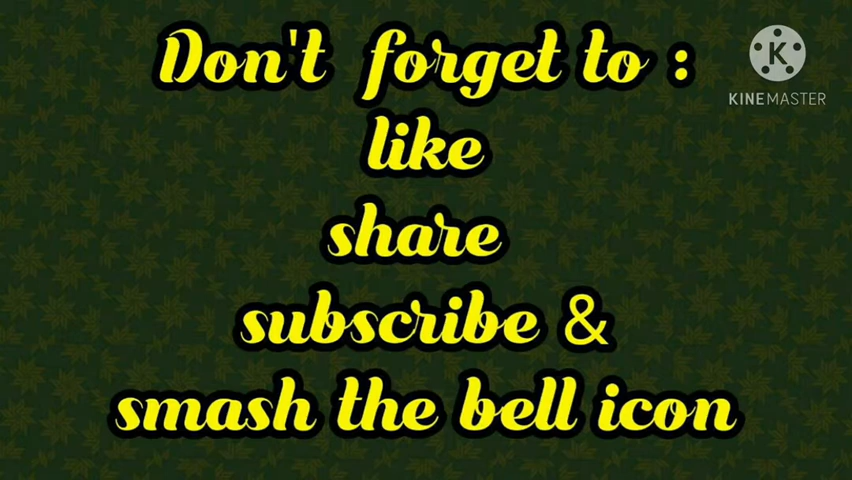 Don't forget to :
K
KINEMASTER
like
share
subscribe &
smash the bell icon